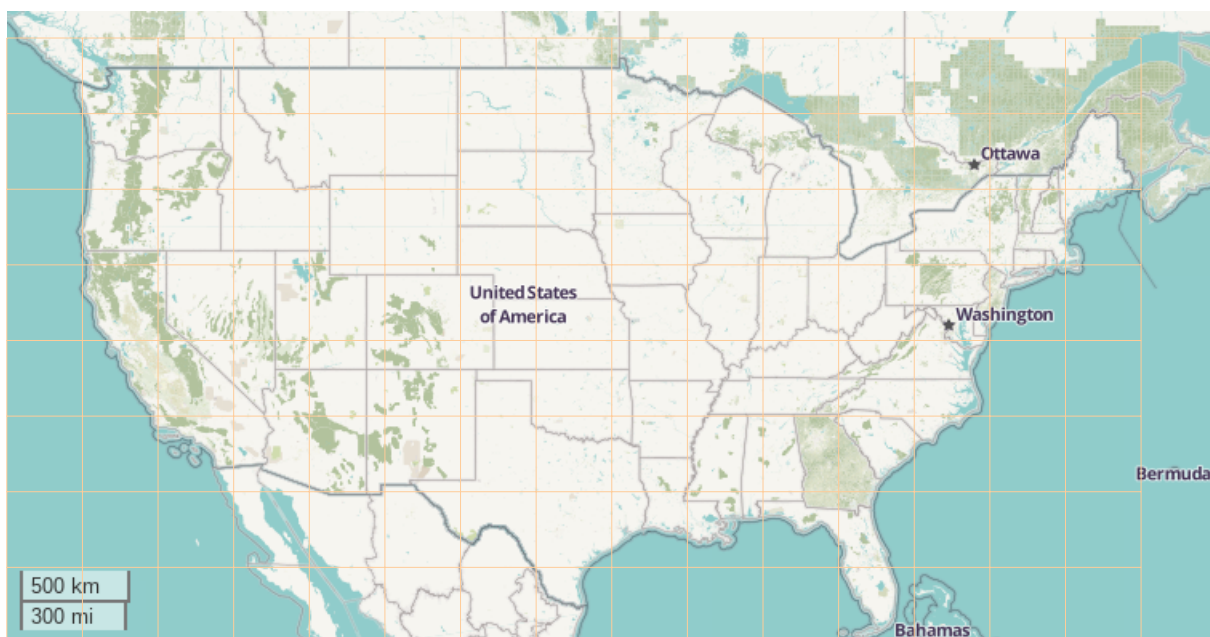 Ottawa
United States
of America
Washington
Bermuda
500 km
300 mi
Bahamas